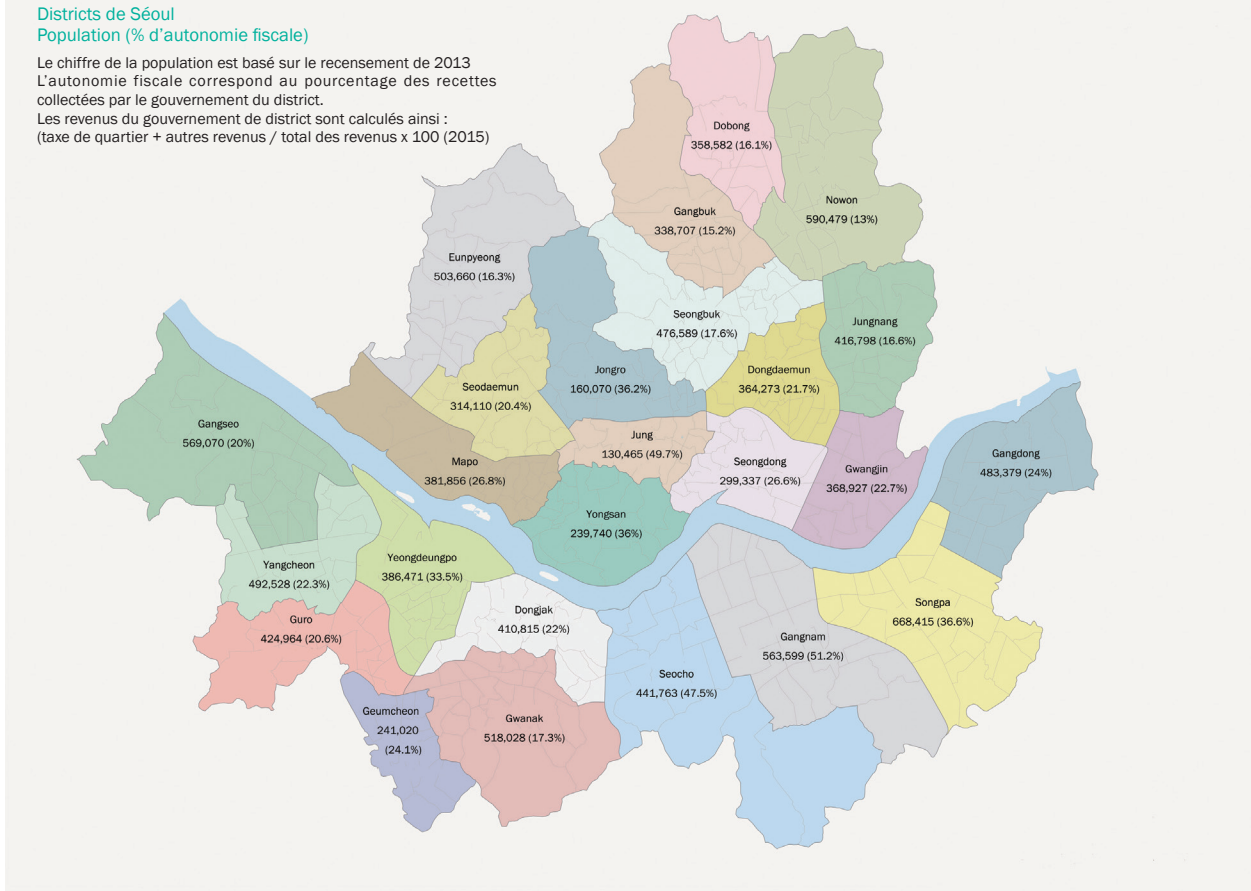 Districts de Séoul
Population (% d'autonomie fiscale)
Le chiffre de la population est basé sur le recensement de 2013
L'autonomie fiscale correspond au pourcentage des recettes
collectées par le gouvernement du district.
Les revenus du gouvernement de district sont calculés ainsi :
(taxe de quartier + autres revenus / total des revenus x 100 (2015)
Dobong
358,582 (16.1%)
Nowon
590,479 (13%)
Gangbuk
338,707 (15.2%)
Eunpyeong
503,660 (16.3%)
Seongbuk
476,589 (17.6%)
Jungnang
416,798 (16.6%)
Jongro
160,070 (36.2%)
Dongdaemun
364,273 (21.7%)
Seodaemun
314,110 (20.4%)
Gangseo
569,070 (20%)
Jung
130,465 (49.7%)
Mapo
381,856 (26.8%)
Seongdong
299,337 (26.6%)
Gwangjin
368,927 (22.7%)
Gangdong
483,379 (24%)
Yongsan
239,740 (36%)
Yangcheon
492,528 (22.3%)
Yeongdeungpo
386,471 (33.5%)
Songpa
668,415 (36.6%)
Dongjak
410,815 (22%)
Guro
424,964 (20.6%)
Gangnam
563,599 (51.2%)
Seocho
441,763 (47.5%)
Geumcheon
241,020
(24.1%)
Gwanak
518,028 (17.3%)